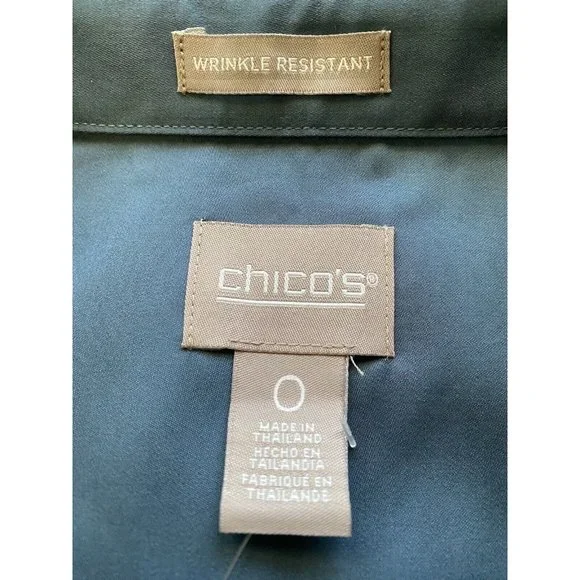 WRINKLE RESISTANT
chico's®
0
MADE IN
THAILAND
HECHO EN
TAILANDIA
FABRIQUÉ EN
THAÏLANDE